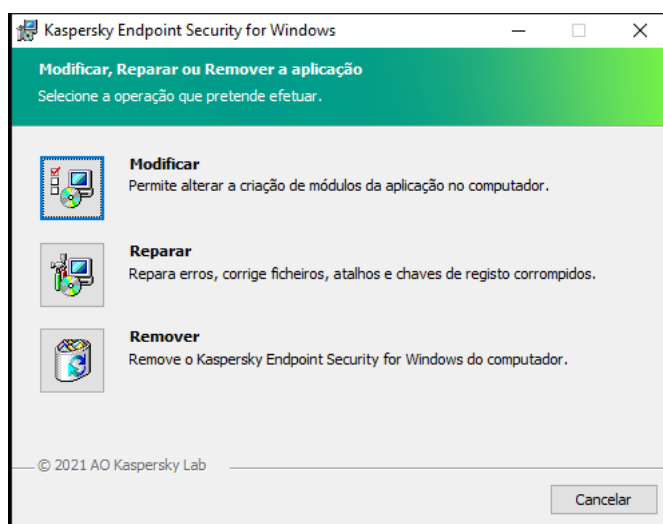 Kaspersky Endpoint Security for Windows
Modificar, Reparar ou Remover a aplicação
Selecione a operação que pretende efetuar.
Modificar
Permite alterar a criação de módulos da aplicação no computador.
Reparar
Repara erros, corrige ficheiros, atalhos e chaves de registo corrompidos.
Remover
Remove o Kaspersky Endpoint Security for Windows do computador.
© 2021 AO Kaspersky Lab
Cancelar